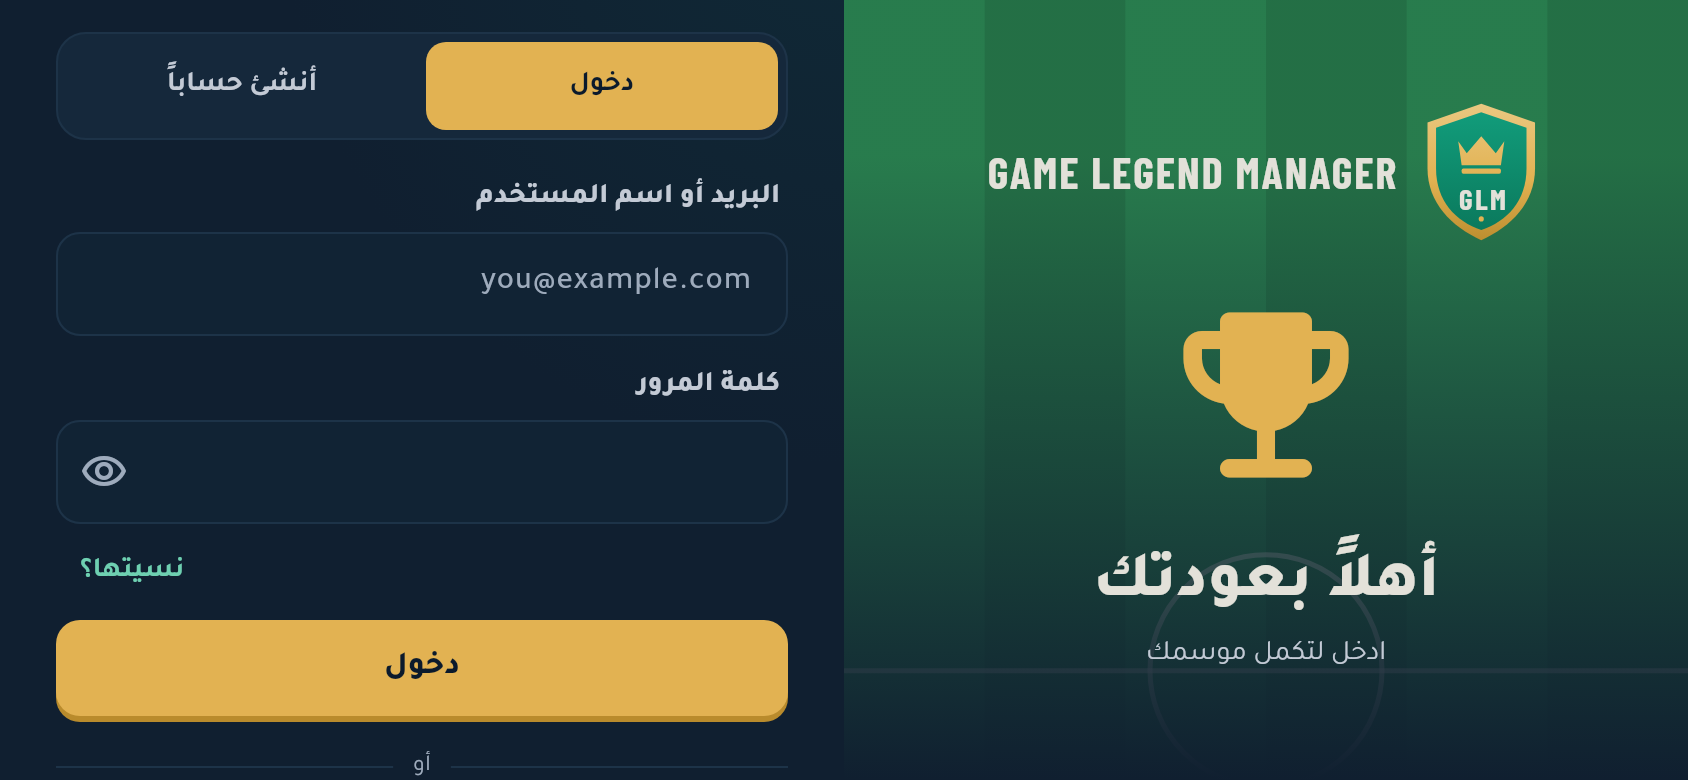 GAME LEGEND MANAGER
GLM
أهلاً بعودتك
ادخل لتكمل موسمك
دخول
أنشئ حساباً
البريد أو اسم المستخدم
you@example.com
كلمة المرور
نسيتها؟
دخول
أو